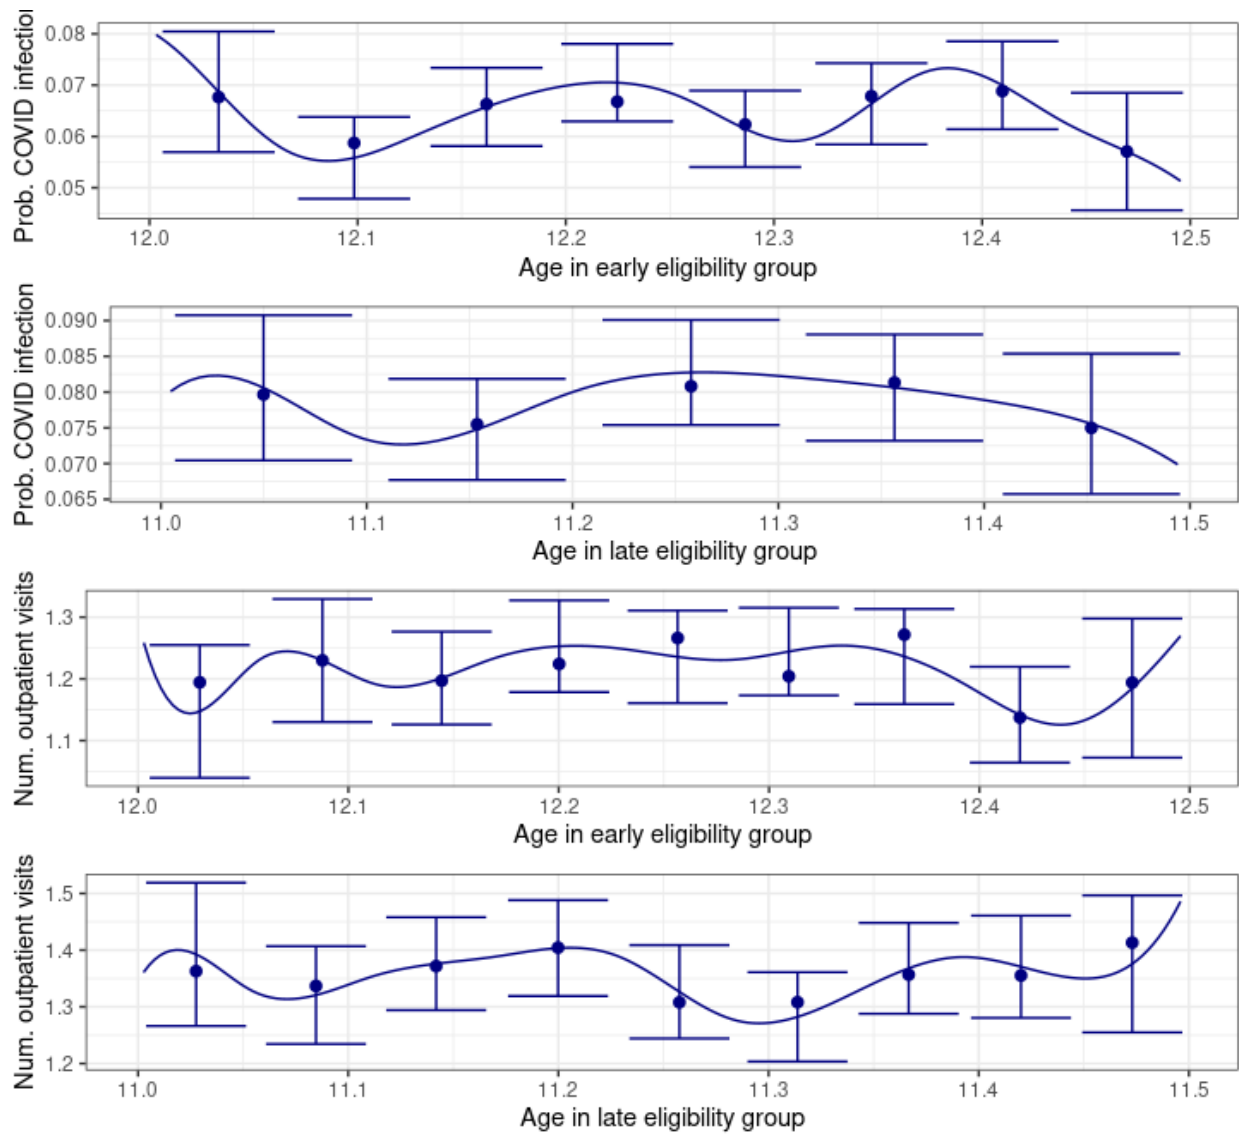 Prob. COVID infection
0.08
0.07
0.06
0.05
12.0 12.1 12.2 12.3 12.4 12.5
Age in early eligibility group
Prob. COVID infection
0.090
0.085
0.080
0.075
0.070
0.065
11.0 11.1 11.2 11.3 11.4 11.5
Age in late eligibility group
Num. outpatient visits
1.3
1.2
1.1
12.0 12.1 12.2 12.3 12.4 12.5
Age in early eligibility group
Num. outpatient visits
1.5
1.4
1.3
1.2
11.0 11.1 11.2 11.3 11.4 11.5
Age in late eligibility group